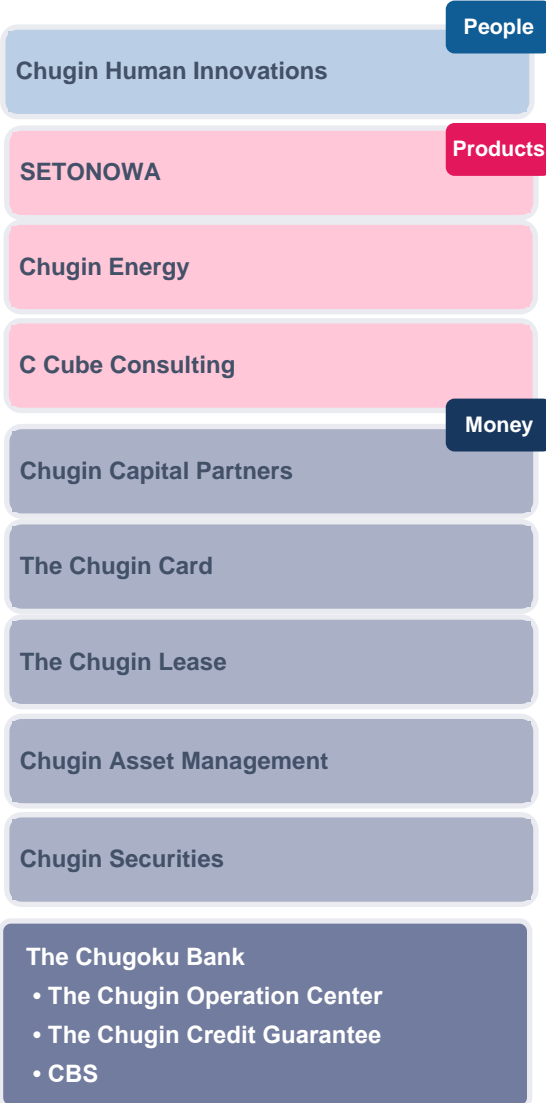 People
Chugin Human Innovations
Products
SETONOWA
Chugin Energy
C Cube Consulting
Money
Chugin Capital Partners
The Chugin Card
The Chugin Lease
Chugin Asset Management
Chugin Securities
The Chugoku Bank
• The Chugin Operation Center
• The Chugin Credit Guarantee
• CBS